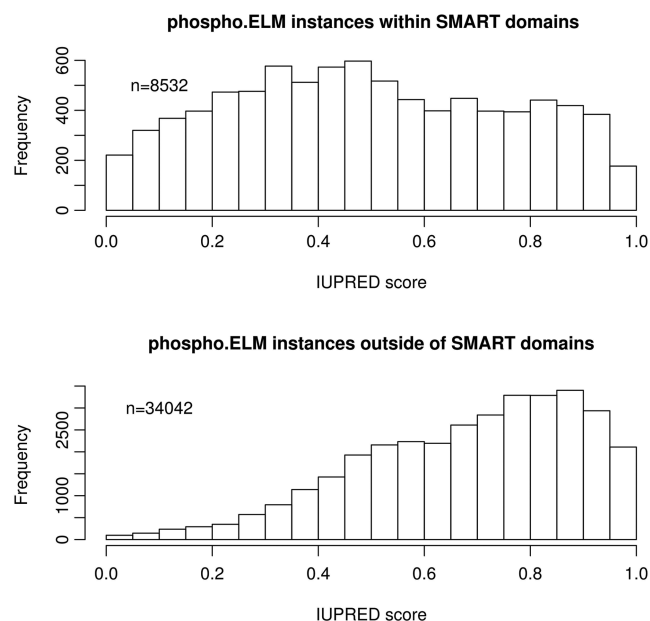 phospho.ELM instances within SMART domains
n=8532
Frequency
0 200 400 600
0.0 0.2 0.4 0.6 0.8 1.0
IUPRED score
phospho.ELM instances outside of SMART domains
n=34042
Frequency
0 1000 2500
0.0 0.2 0.4 0.6 0.8 1.0
IUPRED score